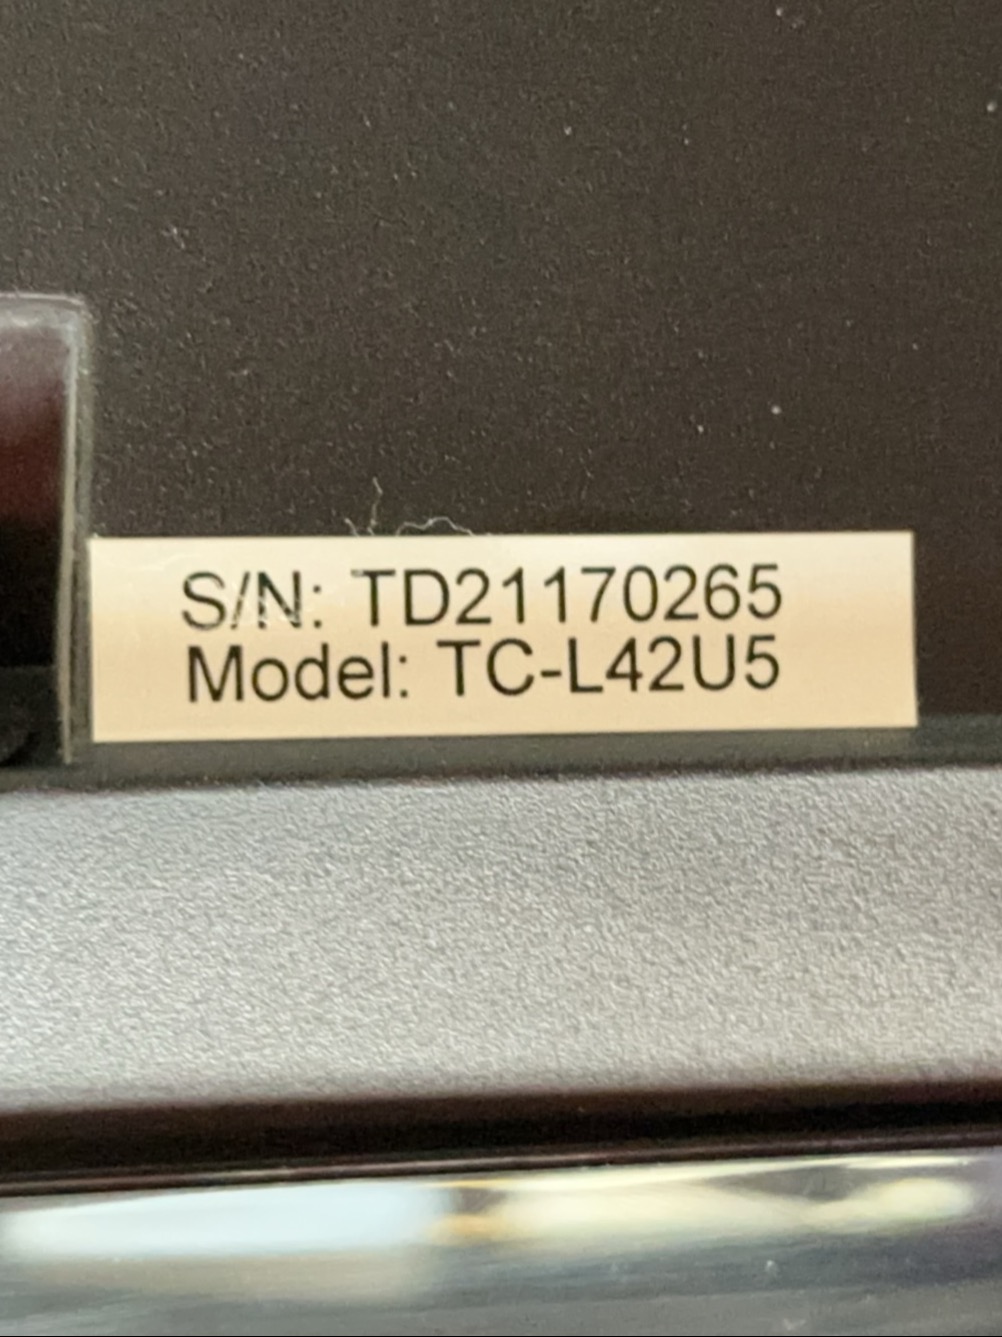 S/N: TD21170265
Model: TC-L42U5